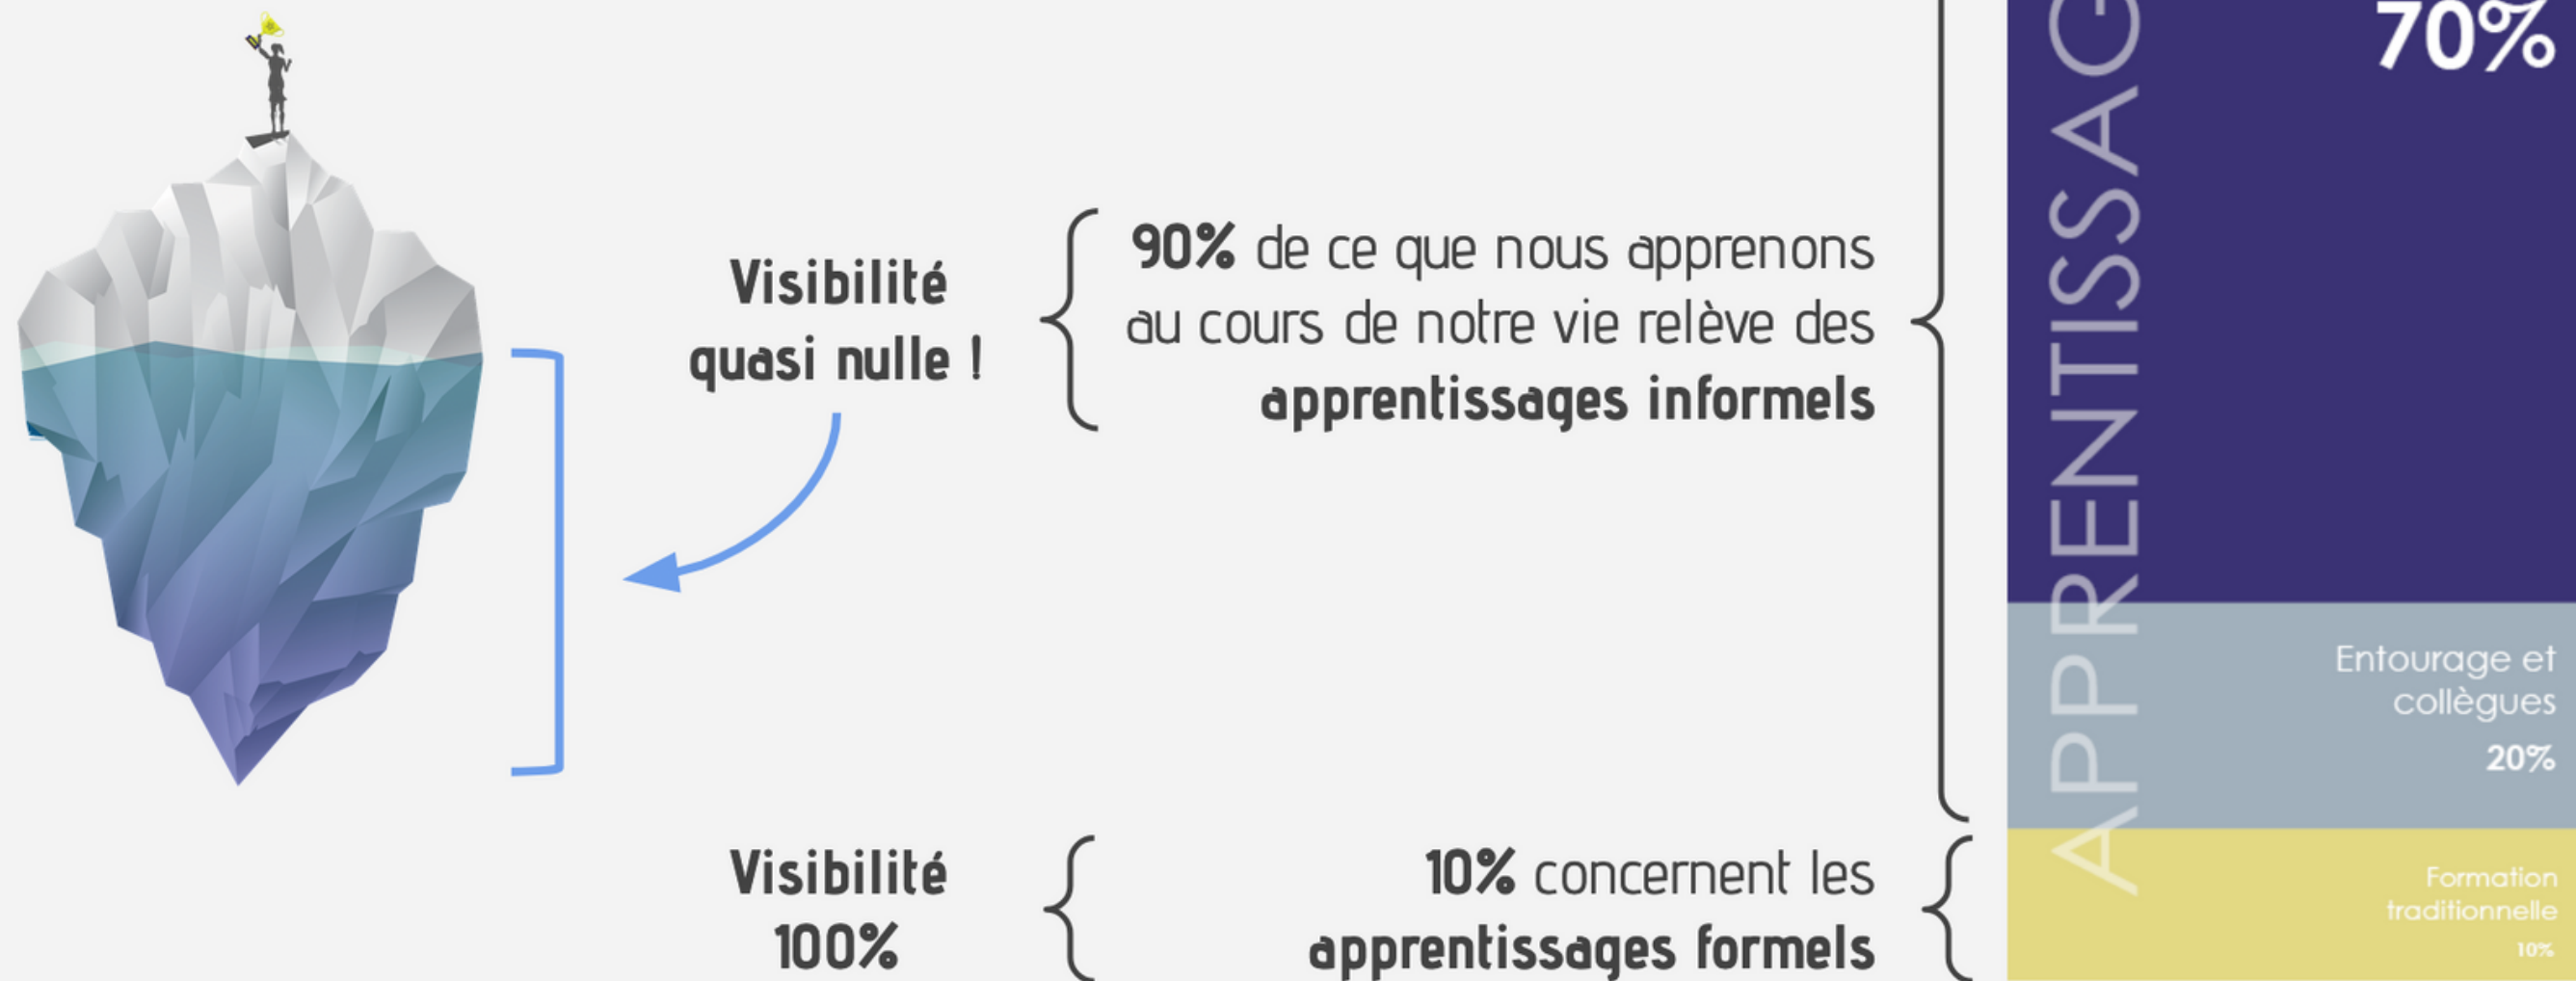 70%
90% de ce que nous apprenons
au cours de notre vie relève des
apprentissages informels
Visibilité
quasi nulle !
Entourage et
collègues
20%
Visibilité
100%
10% concernent les
apprentissages formels
Formation
traditionnelle
10%
APPRENTISSAG